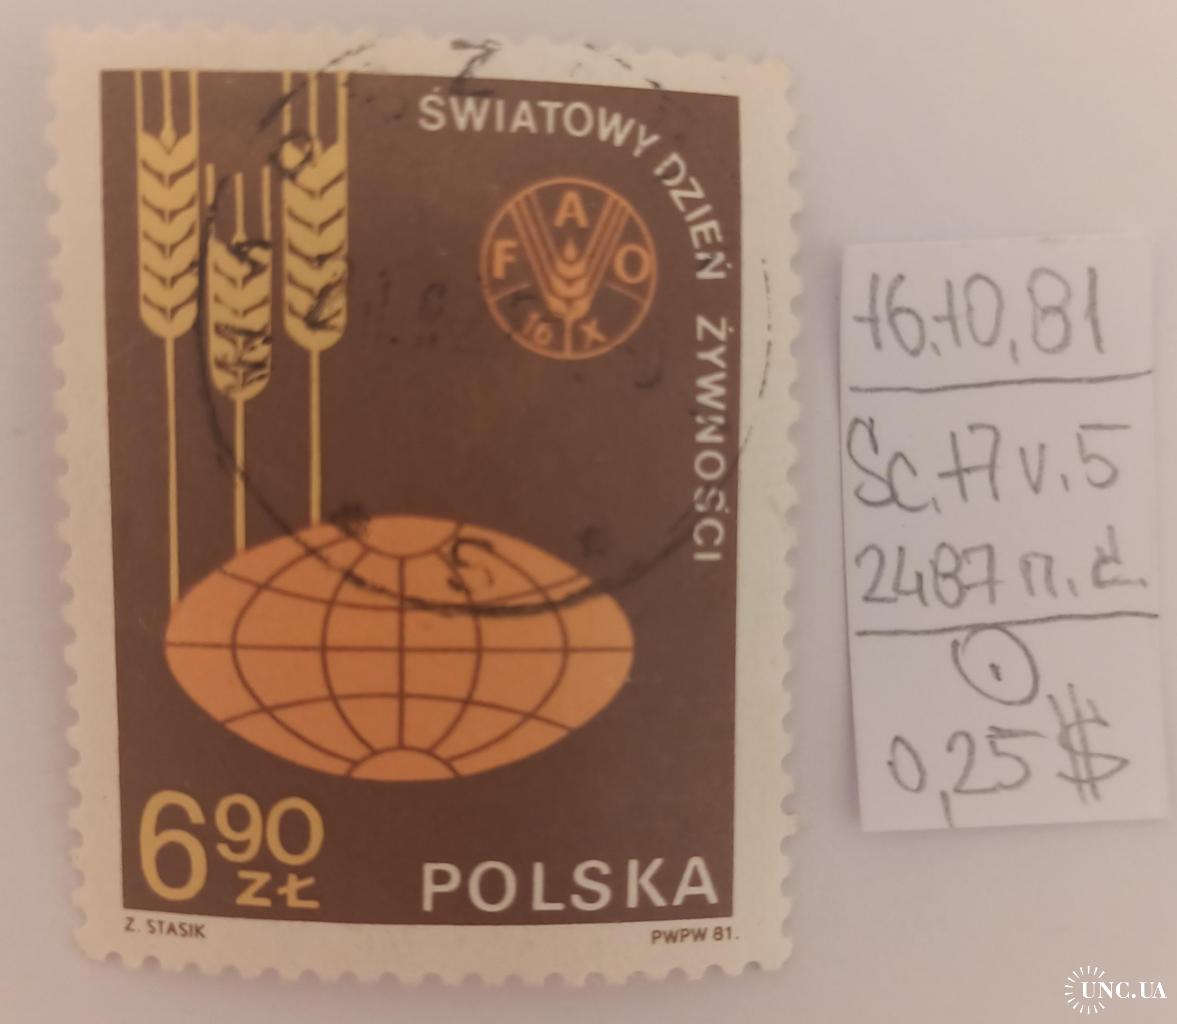 ŚWIATOWY DZIEŃ ŻYWNOŚCI
F A O
16 X
6 90 ZŁ
POLSKA
Z. STASIK
PWPW 81.
16.10.81
Sc. 17 v. 5
2487 п.
0,25 $
UNC.UA